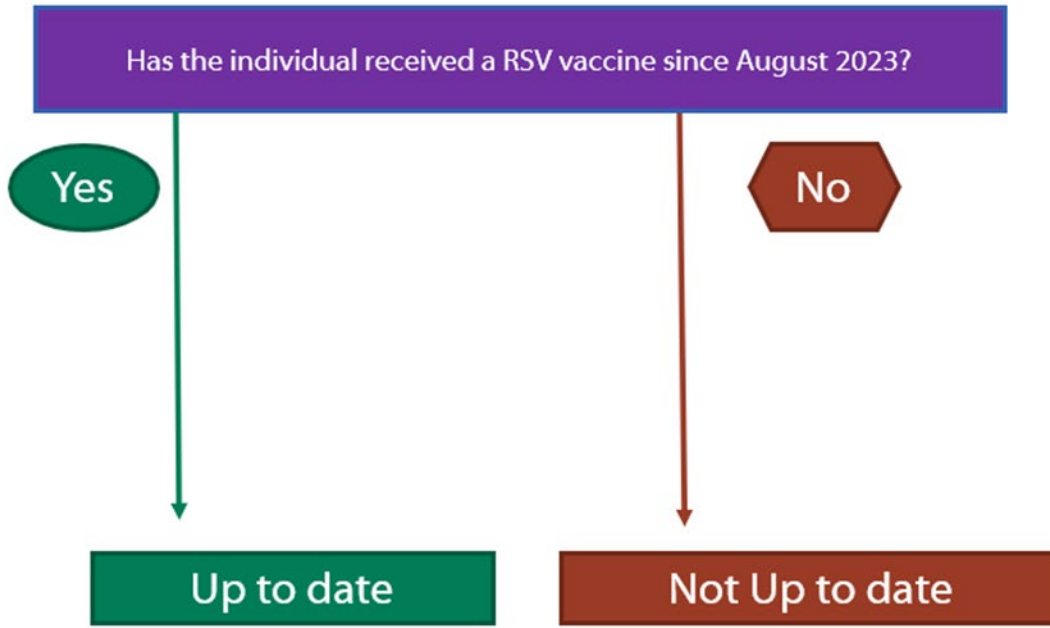 Has the individual received a RSV vaccine since August 2023?
Yes
No
Up to date
Not Up to date